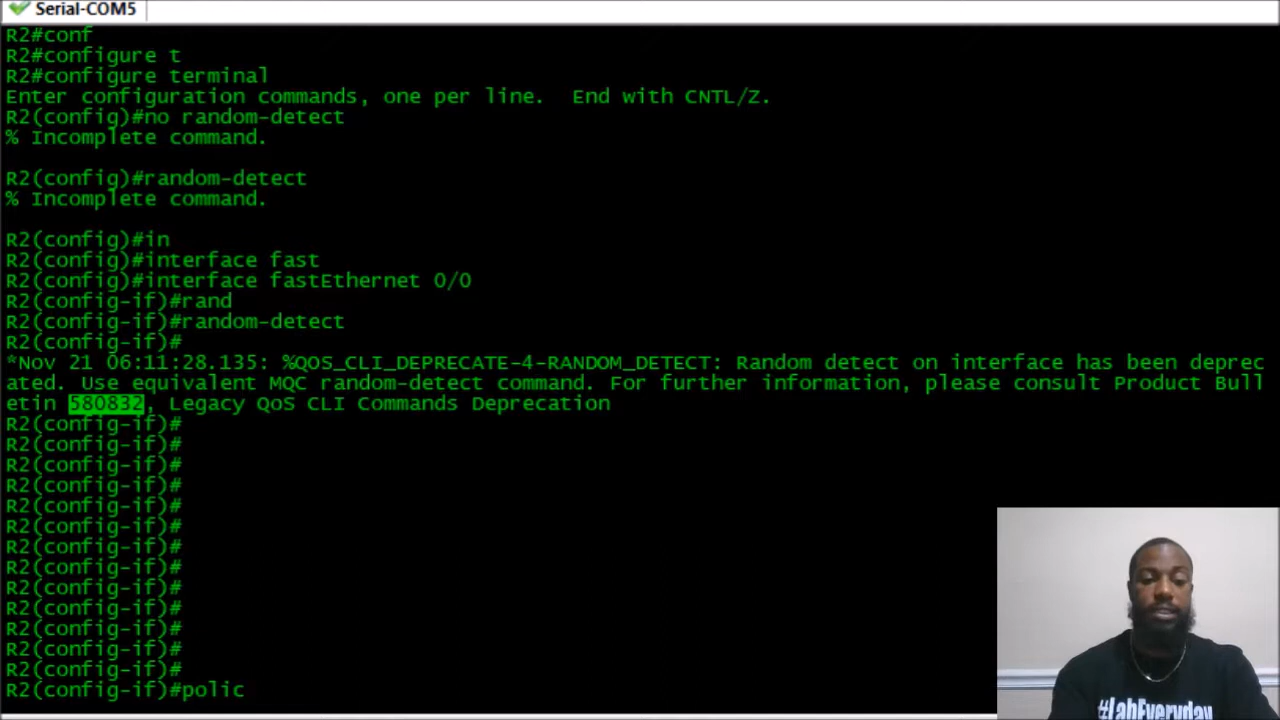 Serial-COM5
R2#conf
R2#configure t
R2#configure terminal
Enter configuration commands, one per line.  End with CNTL/Z.
R2(config)#no random-detect
% Incomplete command.
R2(config)#random-detect
% Incomplete command.
R2(config)#in
R2(config)#interface fast
R2(config)#interface fastEthernet 0/0
R2(config-if)#rand
R2(config-if)#random-detect
R2(config-if)#
*Nov 21 06:11:28.135: %QOS_CLI_DEPRECATE-4-RANDOM_DETECT: Random detect on interface has been deprec
ated. Use equivalent MQC random-detect command. For further information, please consult Product Bull
etin 580832, Legacy QoS CLI Commands Deprecation
R2(config-if)#
R2(config-if)#
R2(config-if)#
R2(config-if)#
R2(config-if)#
R2(config-if)#
R2(config-if)#
R2(config-if)#
R2(config-if)#
R2(config-if)#
R2(config-if)#
R2(config-if)#
R2(config-if)#
R2(config-if)#polic
#LabEveryday